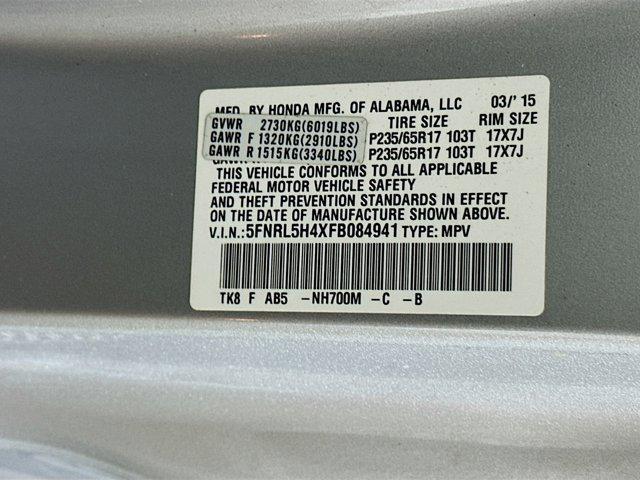 MFD. BY HONDA MFG. OF ALABAMA, LLC 03/'15
TIRE SIZE RIM SIZE
GVWR 2730KG(6019LBS)
GAWR F 1320KG(2910LBS) P235/65R17 103T 17X7J
GAWR R 1515KG(3340LBS) P235/65R17 103T 17X7J
THIS VEHICLE CONFORMS TO ALL APPLICABLE
FEDERAL MOTOR VEHICLE SAFETY
AND THEFT PREVENTION STANDARDS IN EFFECT
ON THE DATE OF MANUFACTURE SHOWN ABOVE.
V.I.N.:5FNRL5H4XFB084941 TYPE: MPV
TK8 F AB5 -NH700M -C -B